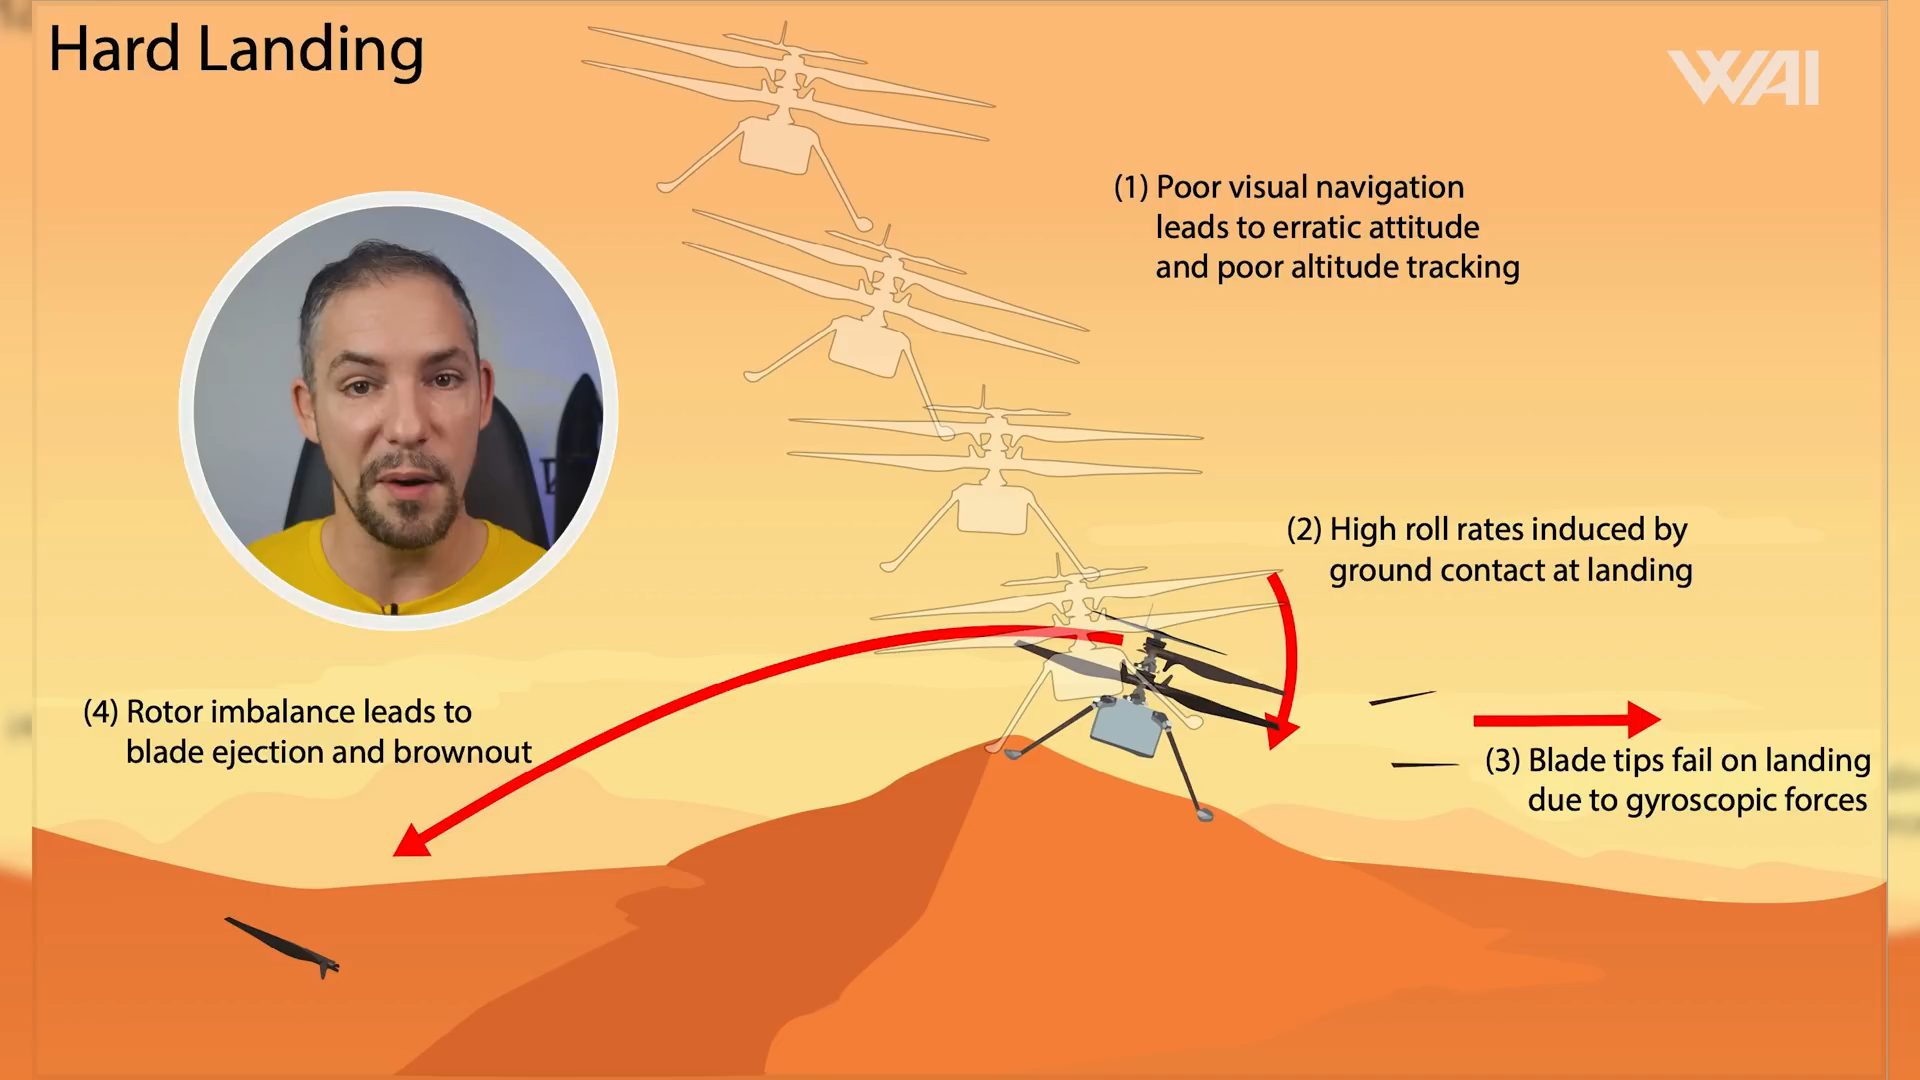 Hard Landing
WAI
(1) Poor visual navigation
leads to erratic attitude
and poor altitude tracking
(2) High roll rates induced by
ground contact at landing
(4) Rotor imbalance leads to
blade ejection and brownout
(3) Blade tips fail on landing
due to gyroscopic forces